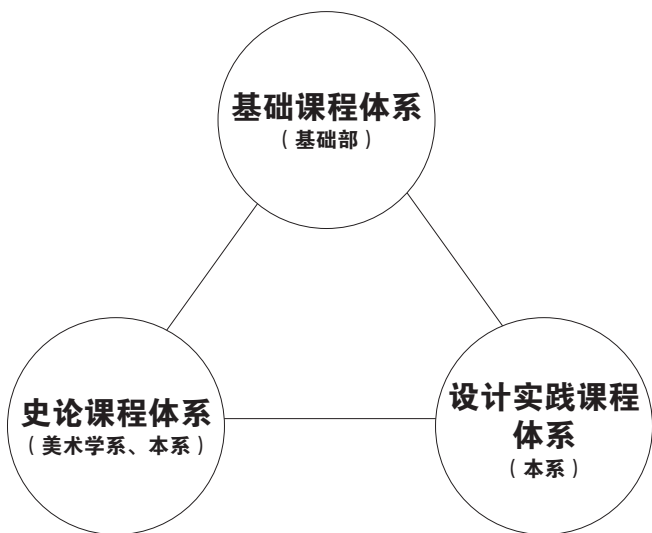 基础课程体系
（基础部）
史论课程体系
（美术学系、本系）
设计实践课程
体系
（本系）